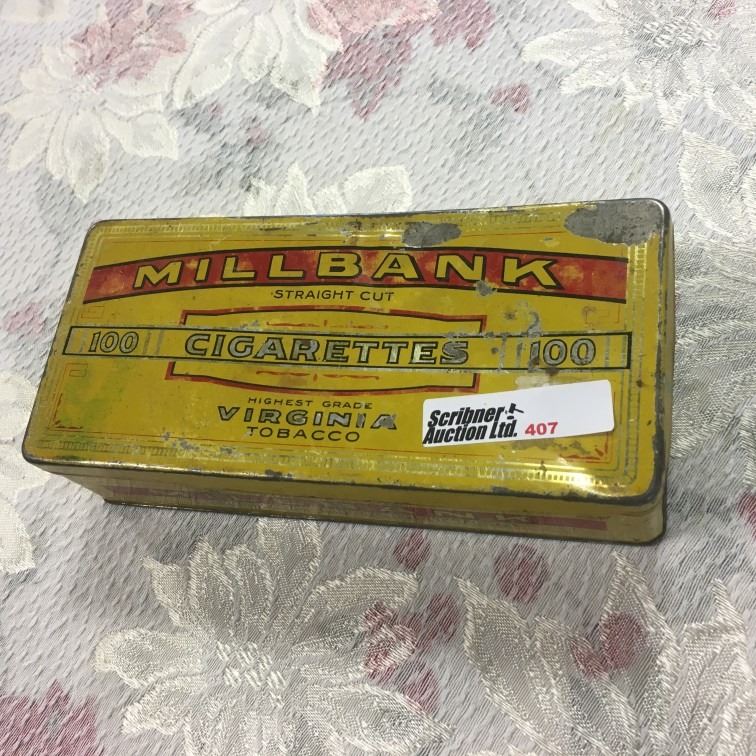 MILLBANK
STRAIGHT CUT
100 CIGARETTES 100
HIGHEST GRADE
VIRGINIA
TOBACCO
Scribner
Auction Ltd. 407